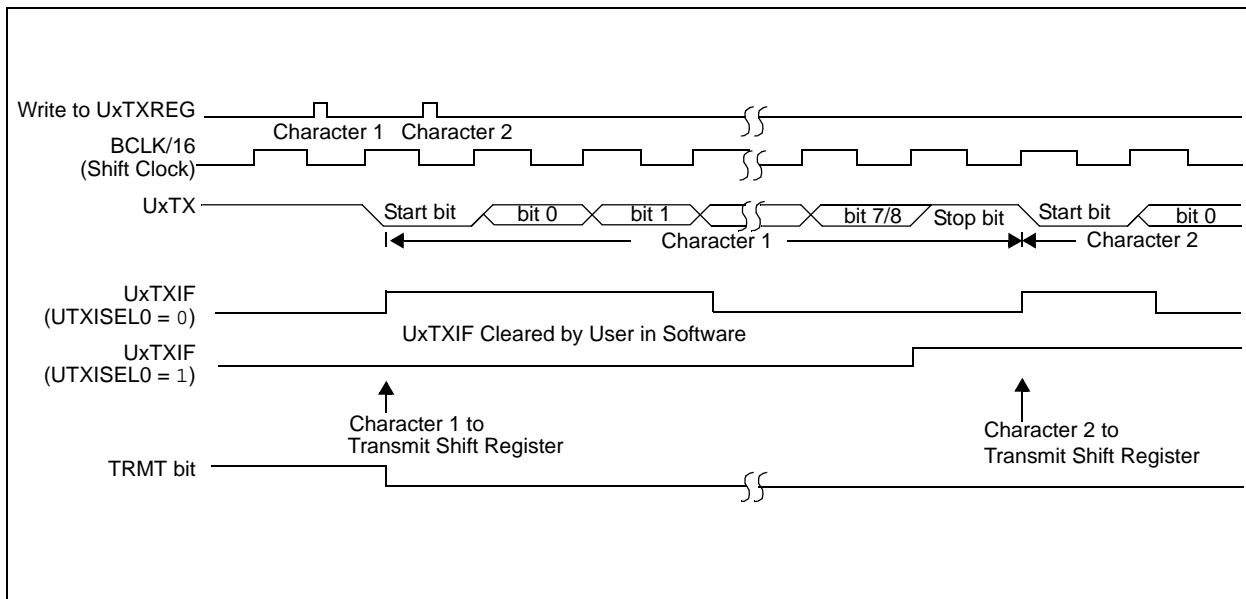 Write to UxTXREG
Character 1
Character 2
BCLK/16
(Shift Clock)
UxTX
Start bit
bit 0
bit 1
bit 7/8
Stop bit
Start bit
bit 0
Character 1
Character 2
UxTXIF
(UTXISEL0 = 0)
UxTXIF Cleared by User in Software
UxTXIF
(UTXISEL0 = 1)
Character 1 to
Transmit Shift Register
Character 2 to
Transmit Shift Register
TRMT bit